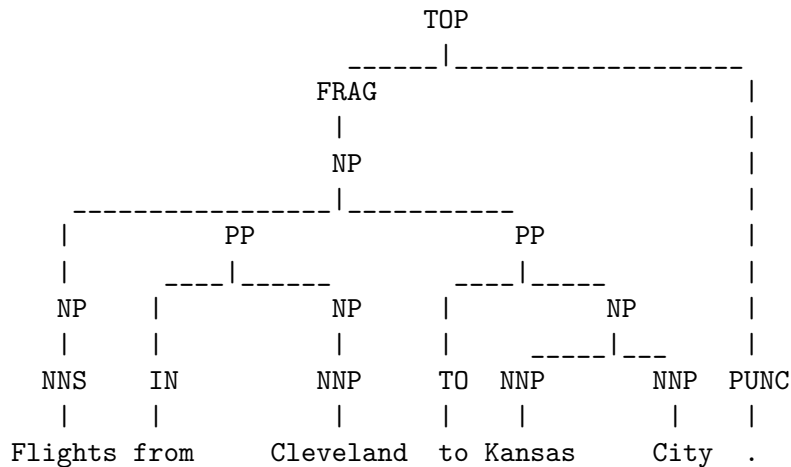 TOP
FRAG
NP
PP PP
NP NP NP
NNS IN NNP TO NNP NNP PUNC
Flights from Cleveland to Kansas City .